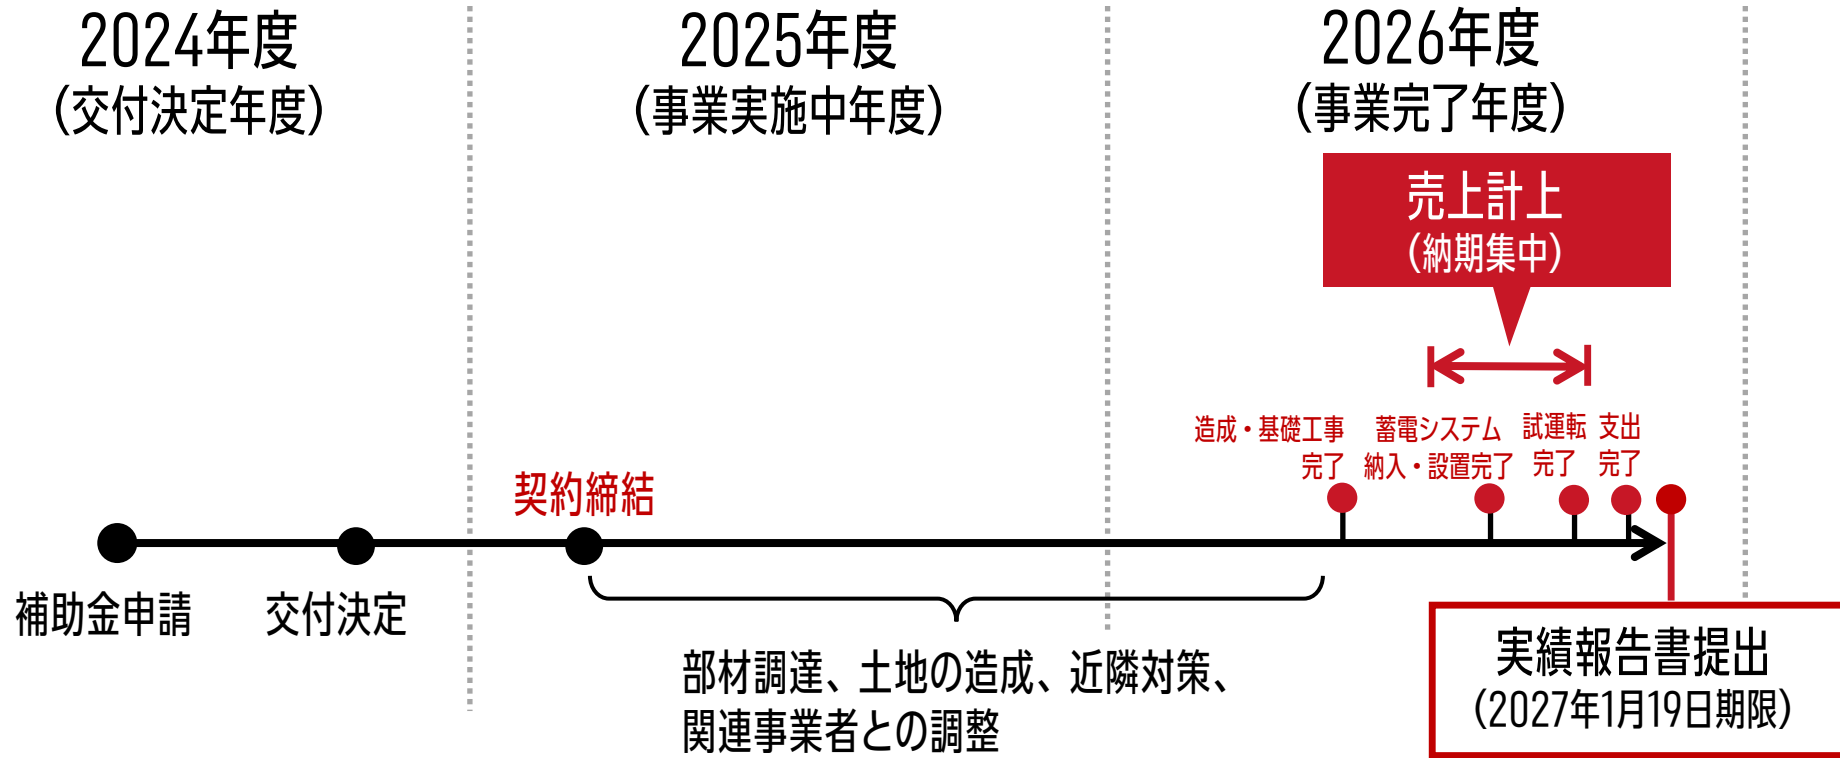 2024年度
（交付決定年度）
2025年度
（事業実施中年度）
2026年度
（事業完了年度）
売上計上
（納期集中）
造成・基礎工事
完了
蓄電システム
納入・設置完了
試運転
完了
支出
完了
契約締結
補助金申請
交付決定
部材調達、土地の造成、近隣対策、
関連事業者との調整
実績報告書提出
（2027年1月19日期限）